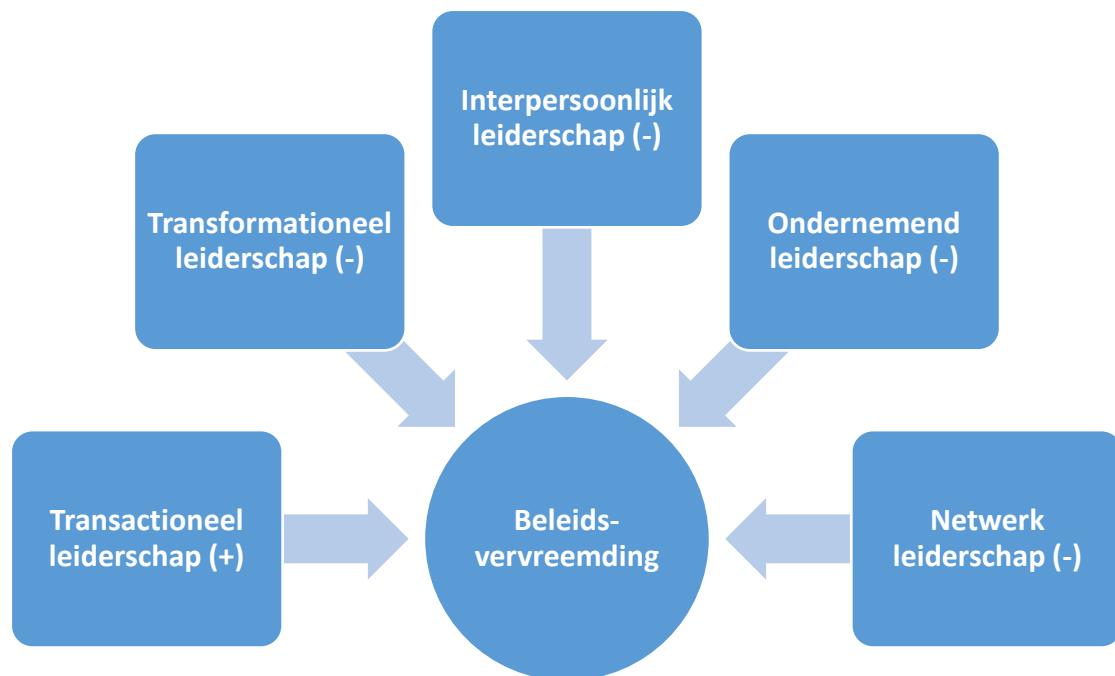 Interpersoonlijk
leiderschap (-)
Transformationeel
leiderschap (-)
Ondernemend
leiderschap (-)
Transactioneel
leiderschap (+)
Beleids-
vervreemding
Netwerk
leiderschap (-)